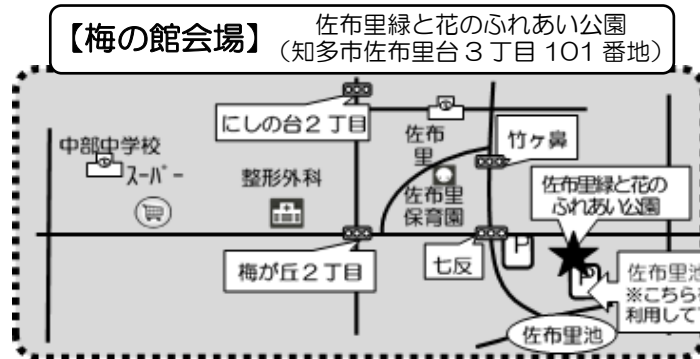 【梅の館会場】
佐布里緑と花のふれあい公園
（知多市佐布里台３丁目 101 番地）
にしの台２丁目
中部中学校
スーパー
整形外科
佐布
里
竹ヶ鼻
佐布里緑と花の
ふれあい公園
佐布里
保育園
梅が丘２丁目
七反
P
P
佐布里池
※こちら
利用して
佐布里池